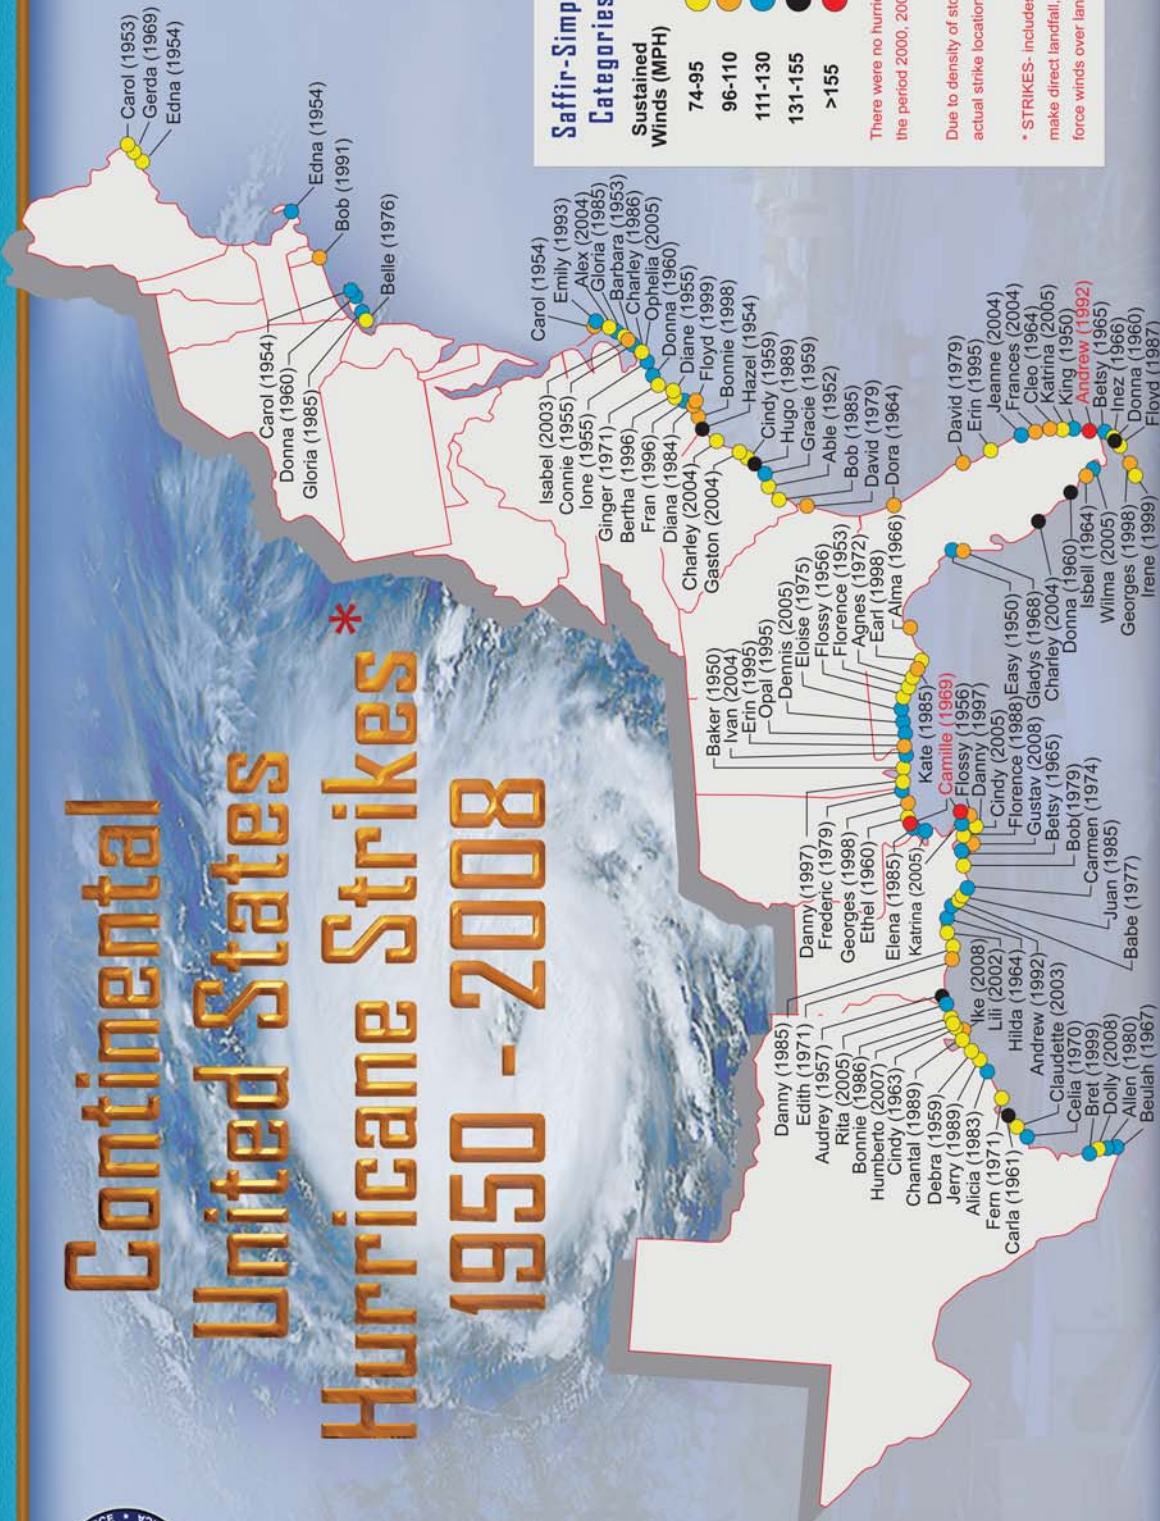 Continental
United States
Hurricane Strikes *
1950 - 2008
Carol (1953)
Gerda (1969)
Edna (1954)
Edna (1954)
Bob (1991)
Belle (1976)
Carol (1954)
Donna (1960)
Gloria (1985)
Carol (1954)
Emily (1993)
Alex (2004)
Gloria (1985)
Barbara (1953)
Charley (1986)
Ophelia (2005)
Donna (1960)
Diane (1955)
Floyd (1999)
Bonnie (1998)
Hazel (1954)
Cindy (1959)
Hugo (1989)
Gracie (1959)
Able (1952)
Bob (1985)
David (1979)
Dora (1964)
Isabel (2003)
Connie (1955)
Ione (1955)
Ginger (1971)
Bertha (1996)
Fran (1996)
Diana (1984)
Charley (2004)
Gaston (2004)
David (1979)
Erin (1995)
Jeanne (2004)
Frances (2004)
Cleo (1964)
Katrina (2005)
King (1950)
Andrew (1992)
Betsy (1965)
Inez (1966)
Donna (1960)
Floyd (1987)
Irene (1999)
Georges (1998)
Wilma (2005)
Isbell (1964)
Donna (1960)
Charley (2004)
Gladys (1968)
Easy (1950)
Baker (1950)
Ivan (2004)
Erin (1995)
Opal (1995)
Dennis (2005)
Eloise (1975)
Flossy (1956)
Florence (1953)
Agnes (1972)
Earl (1998)
Alma (1966)
Kate (1985)
Camille (1969)
Flossy (1956)
Danny (1997)
Cindy (2005)
Florence (1988)
Gustav (2008)
Betsy (1965)
Bob(1979)
Carmen (1974)
Juan (1985)
Babe (1977)
Danny (1997)
Frederic (1979)
Georges (1998)
Ethel (1960)
Elena (1985)
Katrina (2005)
Danny (1985)
Edith (1971)
Audrey (1957)
Rita (2005)
Bonnie (1986)
Humberto (2007)
Cindy (1963)
Chantal (1989)
Debra (1959)
Jerry (1989)
Alicia (1983)
Fern (1971)
Carla (1961)
Ike (2008)
Lili (2002)
Hilda (1964)
Andrew (1992)
Claudette (2003)
Celia (1970)
Bret (1999)
Dolly (2008)
Allen (1980)
Beulah (1967)
Saffir-Simp
Categories
Sustained
Winds (MPH)
74-95
96-110
111-130
131-155
>155
There were no hurri
the period 2000, 200
Due to density of sto
actual strike location
* STRIKES- includes
make direct landfall,
force winds over lan